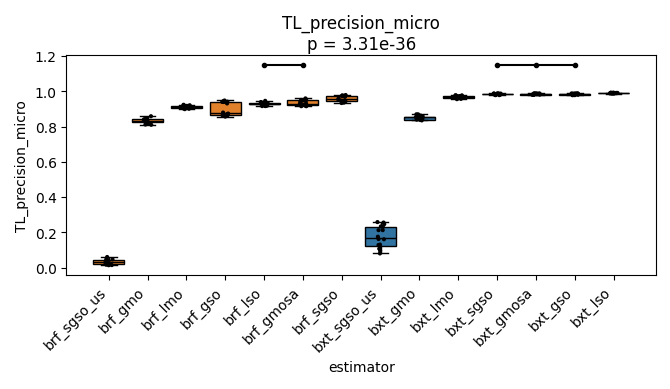 TL_precision_micro
p = 3.31e-36
TL_precision_micro
1.2
1.0
0.8
0.6
0.4
0.2
0.0
brf_sgso_us
brf_gmo
brf_lmo
brf_gso
brf_lso
brf_gmosa
brf_sgso
bxt_sgso_us
bxt_gmo
bxt_lmo
bxt_sgso
bxt_gmosa
bxt_gso
bxt_lso
estimator